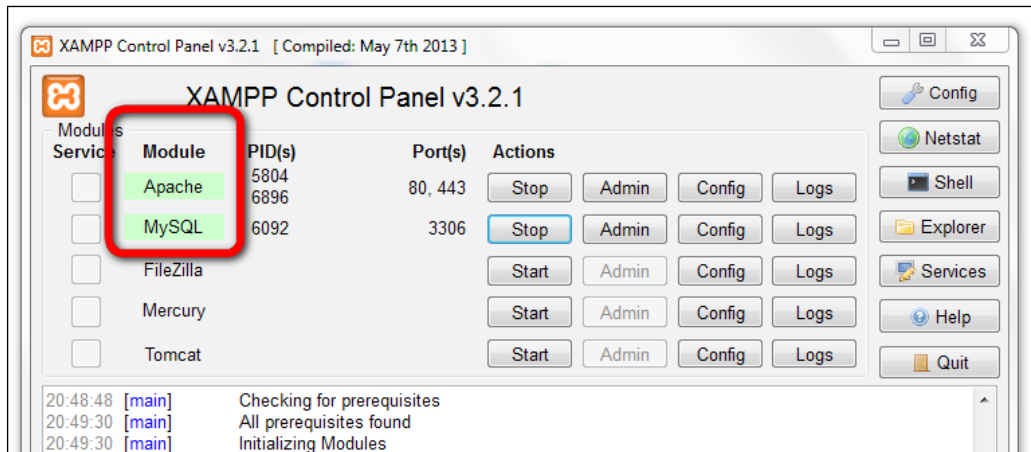 XAMPP Control Panel v3.2.1 [ Compiled: May 7th 2013 ]
XAMPP Control Panel v3.2.1
Config
Modules
Service Module PID(s) Port(s) Actions
Netstat
Apache 5804 6896 80, 443 Stop Admin Config Logs
Shell
MySQL 6092 3306 Stop Admin Config Logs
Explorer
FileZilla Start Admin Config Logs
Services
Mercury Start Admin Config Logs
Help
Tomcat Start Admin Config Logs
Quit
20:48:48 [main] Checking for prerequisites
20:49:30 [main] All prerequisites found
20:49:30 [main] Initializing Modules